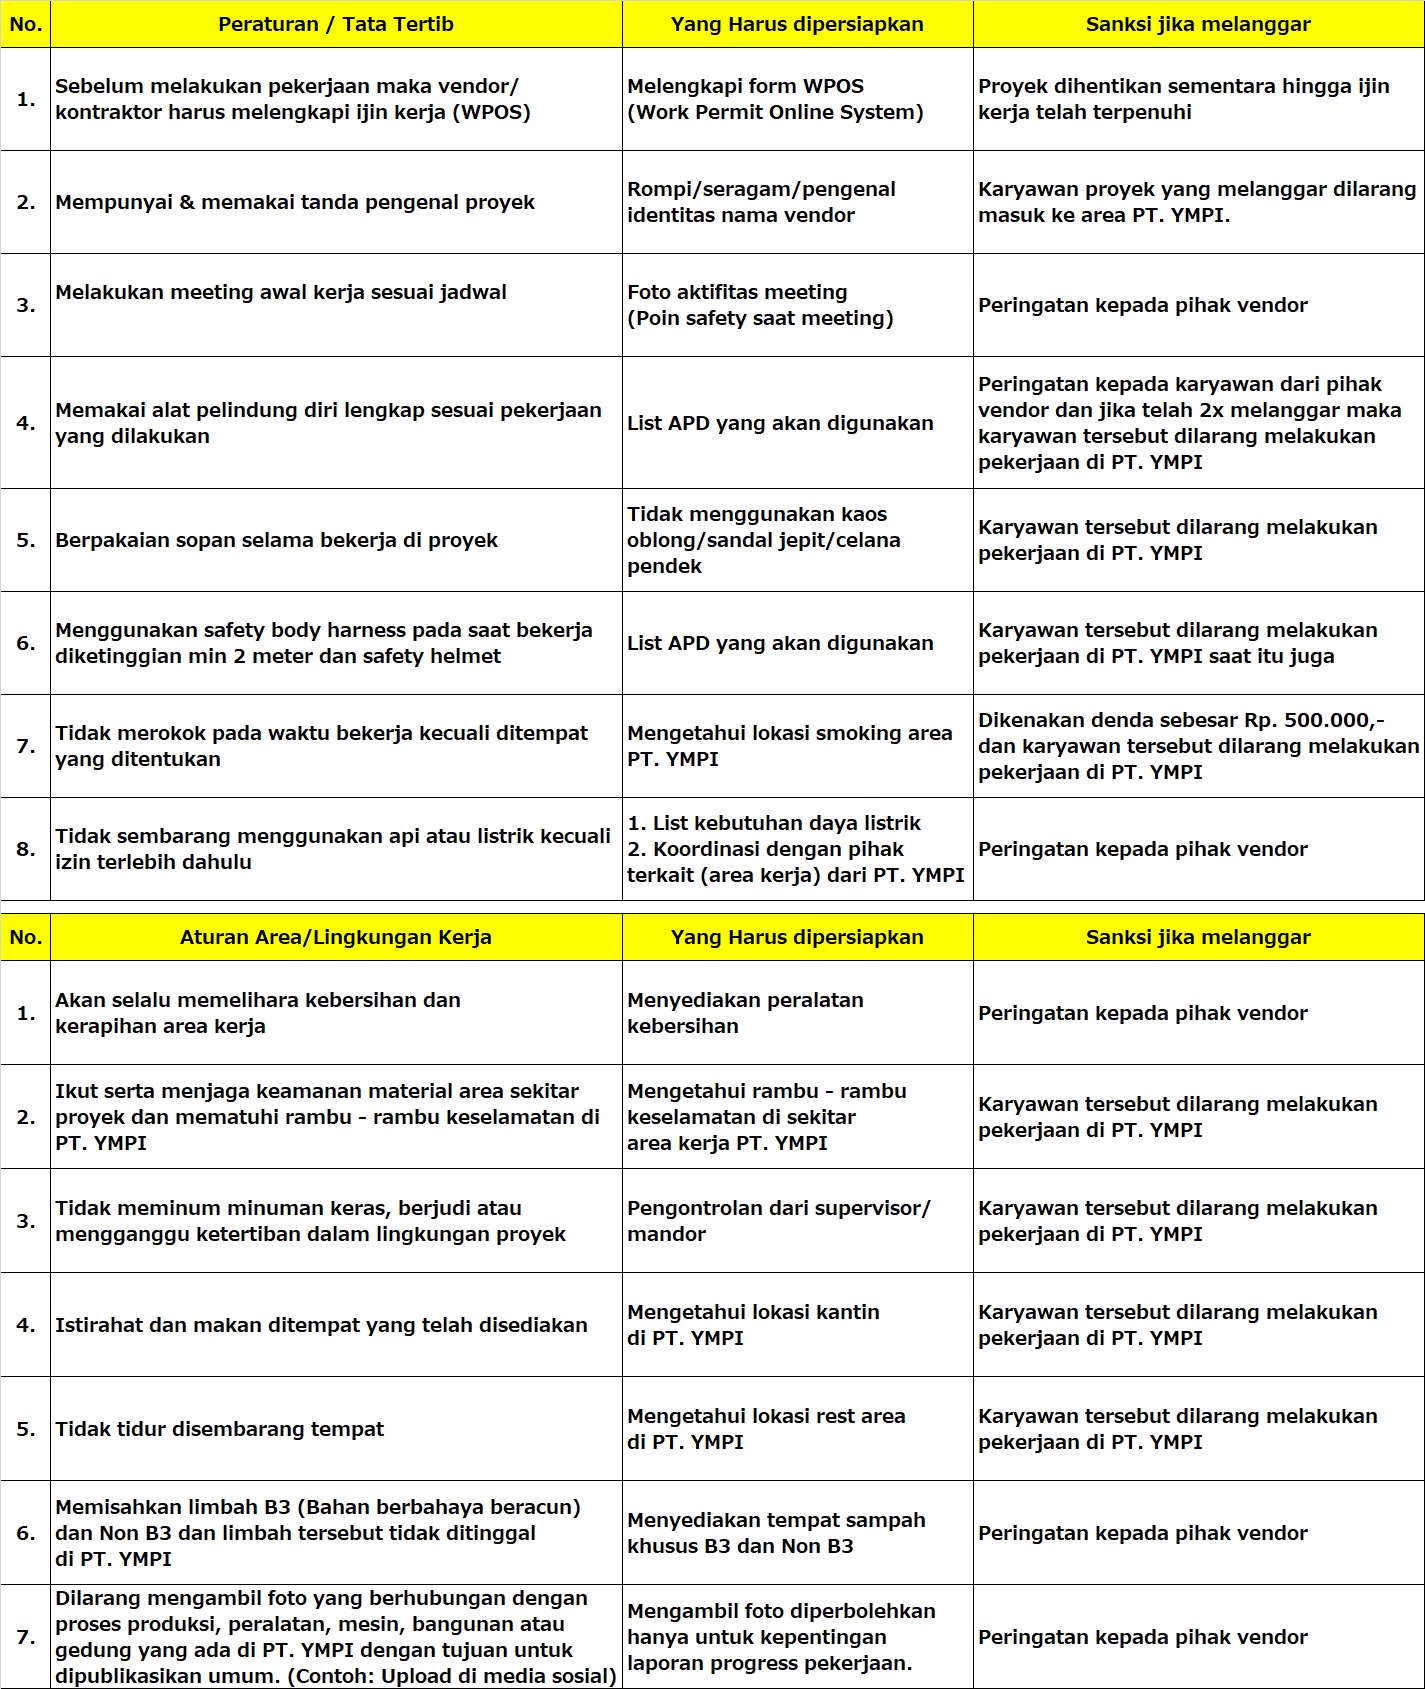 No. Peraturan / Tata Tertib Yang Harus dipersiapkan Sanksi jika melanggar
1.
Sebelum melakukan pekerjaan maka vendor/
kontraktor harus melengkapi ijin kerja (WPOS)
Melengkapi form WPOS
(Work Permit Online System)
Proyek dihentikan sementara hingga ijin
kerja telah terpenuhi
2.
Mempunyai & memakai tanda pengenal proyek
Rompi/seragam/pengenal
identitas nama vendor
Karyawan proyek yang melanggar dilarang
masuk ke area PT. YMPI.
3.
Melakukan meeting awal kerja sesuai jadwal
Foto aktifitas meeting
(Poin safety saat meeting)
Peringatan kepada pihak vendor
4.
Memakai alat pelindung diri lengkap sesuai pekerjaan
yang dilakukan
List APD yang akan digunakan
Peringatan kepada karyawan dari pihak
vendor dan jika telah 2x melanggar maka
karyawan tersebut dilarang melakukan
pekerjaan di PT. YMPI
5.
Berpakaian sopan selama bekerja di proyek
Tidak menggunakan kaos
oblong/sandal jepit/celana
pendek
Karyawan tersebut dilarang melakukan
pekerjaan di PT. YMPI
6.
Menggunakan safety body harness pada saat bekerja
diketinggian min 2 meter dan safety helmet
List APD yang akan digunakan
Karyawan tersebut dilarang melakukan
pekerjaan di PT. YMPI saat itu juga
7.
Tidak merokok pada waktu bekerja kecuali ditempat
yang ditentukan
Mengetahui lokasi smoking area
PT. YMPI
Dikenakan denda sebesar Rp. 500.000,-
dan karyawan tersebut dilarang melakukan
pekerjaan di PT. YMPI
8.
Tidak sembarang menggunakan api atau listrik kecuali
izin terlebih dahulu
1. List kebutuhan daya listrik
2. Koordinasi dengan pihak
terkait (area kerja) dari PT. YMPI
Peringatan kepada pihak vendor
No. Aturan Area/Lingkungan Kerja Yang Harus dipersiapkan Sanksi jika melanggar
1.
Akan selalu memelihara kebersihan dan
kerapihan area kerja
Menyediakan peralatan
kebersihan
Peringatan kepada pihak vendor
2.
Ikut serta menjaga keamanan material area sekitar
proyek dan mematuhi rambu - rambu keselamatan di
PT. YMPI
Mengetahui rambu - rambu
keselamatan di sekitar
area kerja PT. YMPI
Karyawan tersebut dilarang melakukan
pekerjaan di PT. YMPI
3.
Tidak meminum minuman keras, berjudi atau
mengganggu ketertiban dalam lingkungan proyek
Pengontrolan dari supervisor/
mandor
Karyawan tersebut dilarang melakukan
pekerjaan di PT. YMPI
4.
Istirahat dan makan ditempat yang telah disediakan
Mengetahui lokasi kantin
di PT. YMPI
Karyawan tersebut dilarang melakukan
pekerjaan di PT. YMPI
5.
Tidak tidur disembarang tempat
Mengetahui lokasi rest area
di PT. YMPI
Karyawan tersebut dilarang melakukan
pekerjaan di PT. YMPI
6.
Memisahkan limbah B3 (Bahan berbahaya beracun)
dan Non B3 dan limbah tersebut tidak ditinggal
di PT. YMPI
Menyediakan tempat sampah
khusus B3 dan Non B3
Peringatan kepada pihak vendor
7.
Dilarang mengambil foto yang berhubungan dengan
proses produksi, peralatan, mesin, bangunan atau
gedung yang ada di PT. YMPI dengan tujuan untuk
dipublikasikan umum. (Contoh: Upload di media sosial)
Mengambil foto diperbolehkan
hanya untuk kepentingan
laporan progress pekerjaan.
Peringatan kepada pihak vendor